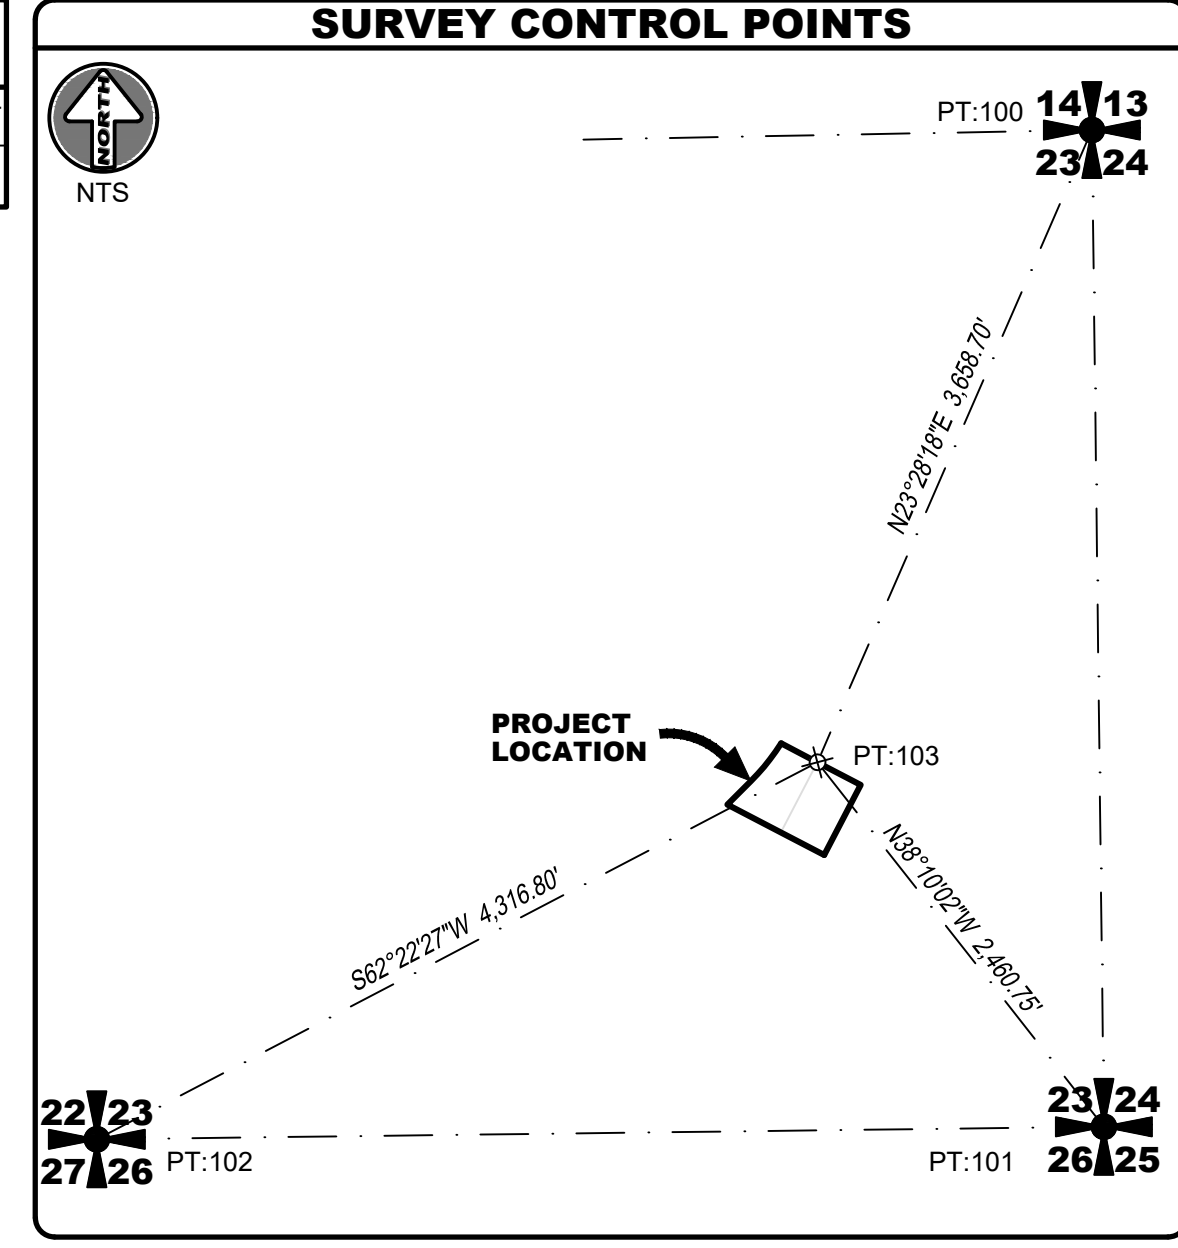 SURVEY CONTROL POINTS
NORTH
NTS
PT:100
14 13
23 24
N23°28'18"E 3,658.70'
PROJECT
LOCATION
PT:103
N38°10'02"W 2,460.75'
S62°22'27"W 4,316.80'
22 23
27 26
PT:102
PT:101
23 24
26 25